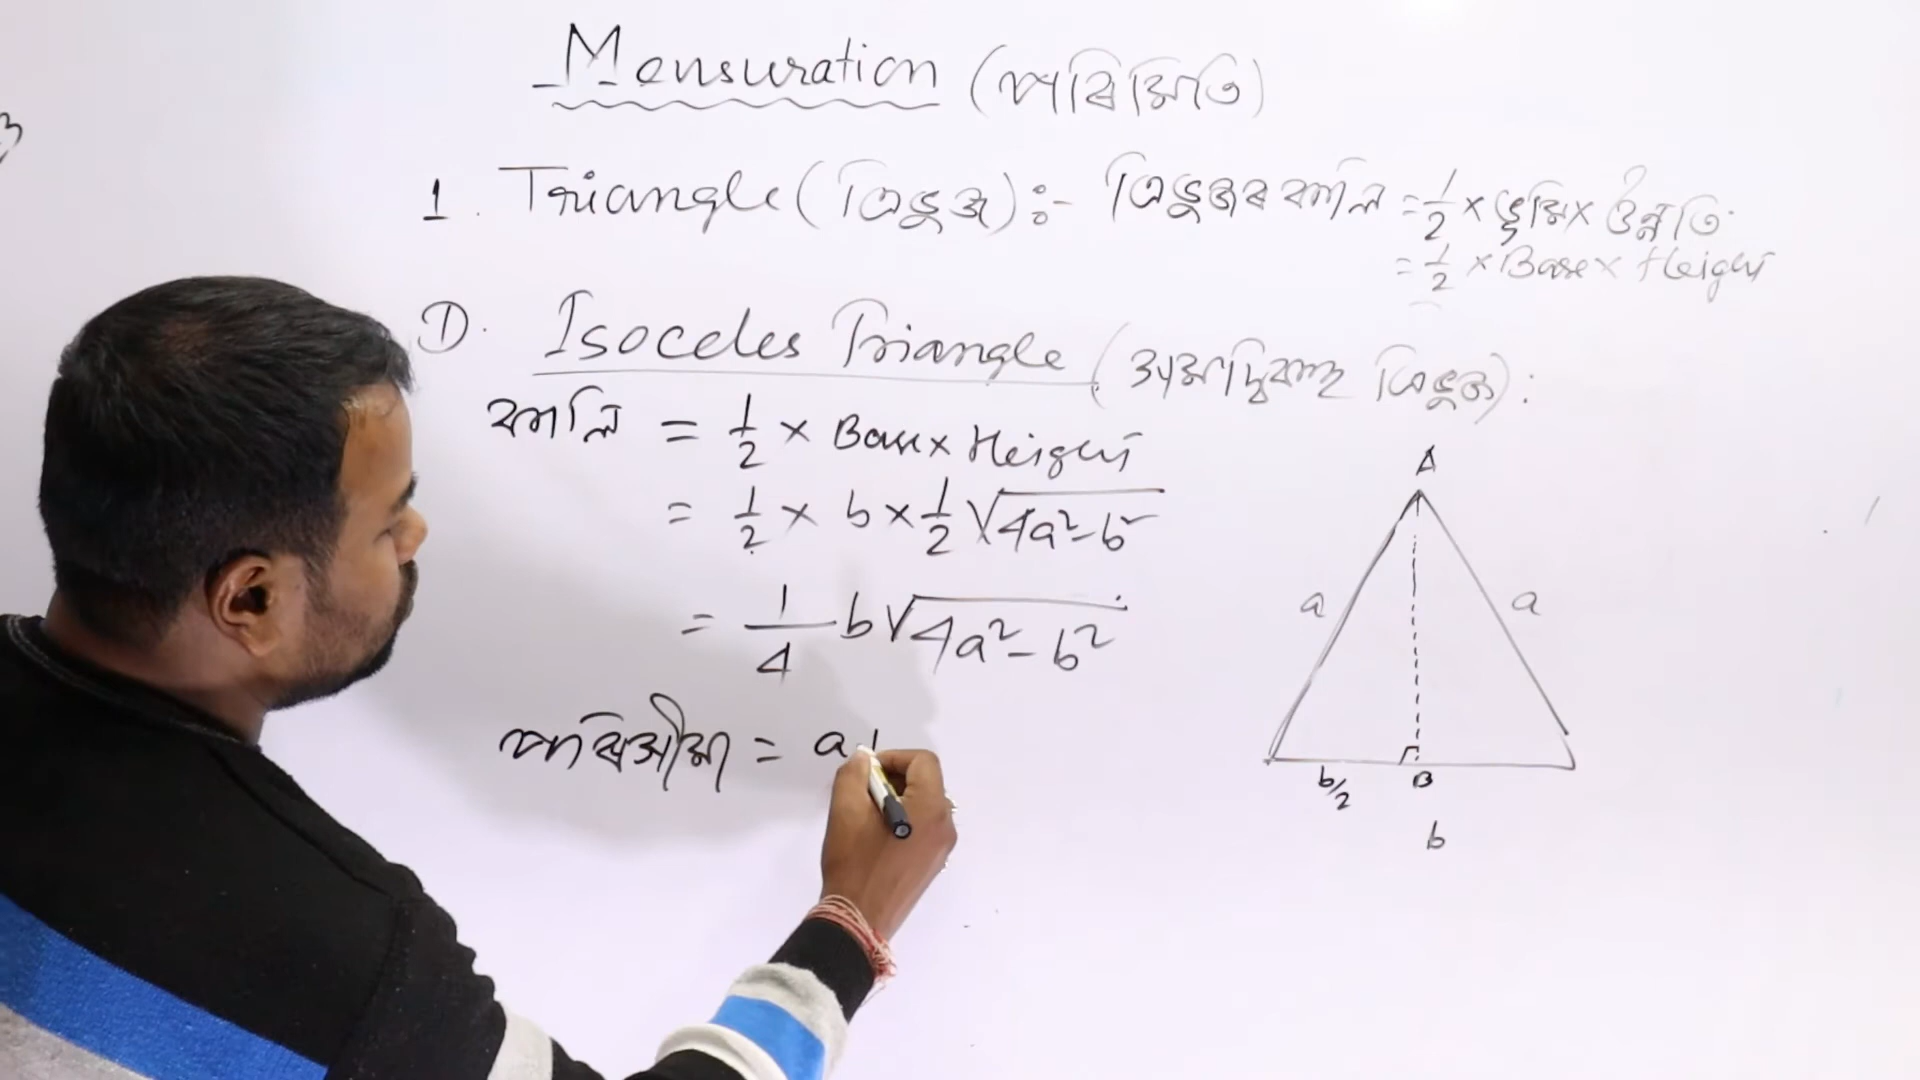 Mensuration (পৰিমিতি)
1. Triangle (ত্ৰিভুজ) :- ত্ৰিভুজৰ কালি = 1/2 × ভূমি × উন্নতি
= 1/2 × Base × Height
D. Isoceles Triangle (সমদ্বিবাহু ত্ৰিভুজ) :
কালি = 1/2 × Base × Height
= 1/2 × b × 1/2 √(4a²-b²)
= 1/4 b√(4a²-b²)
পৰিসীমা = a +
A
a a
b/2 B
b